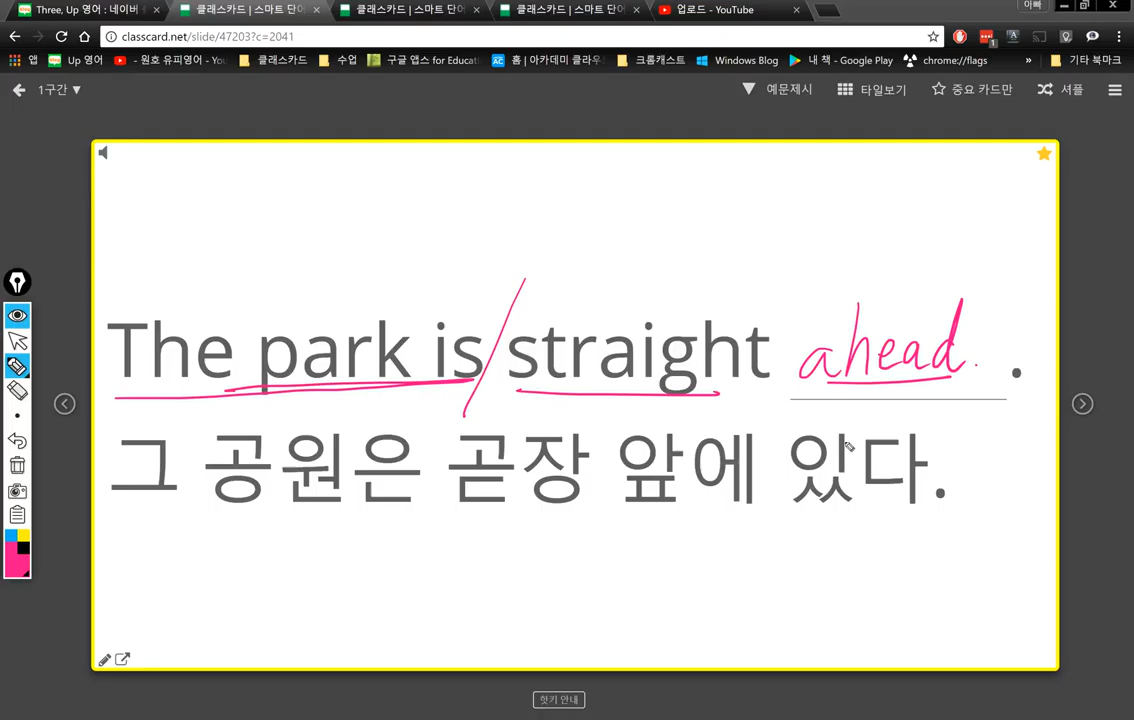 Three, Up 영어 : 네이버
클래스카드 | 스마트 단어
클래스카드 | 스마트 단어
클래스카드 | 스마트 단어
업로드 - YouTube
아빠
classcard.net/slide/47203?c=2041
1
앱
Up 영어
- 원호 유피영어 - You
클래스카드
수업
구글 앱스 for Educati
홈 | 아카데미 클라우
크롬캐스트
Windows Blog
내 책 - Google Play
chrome://flags
»
기타 북마크
1구간 ▼
예문제시
타일보기
중요 카드만
셔플
The park is / straight ahead. .
그 공원은 곧장 앞에 있다.
핫키 안내